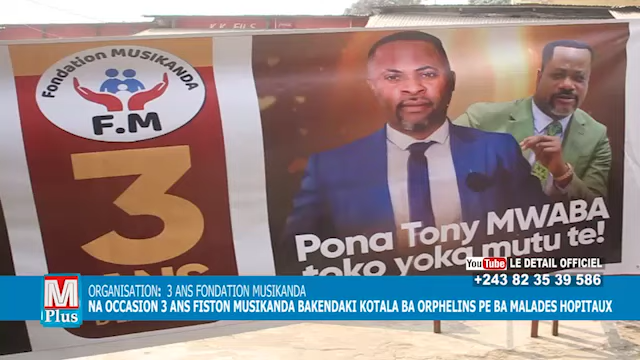 Fondation MUSIKANDA
F.M
3
ANS
Pona Tony MWABA
toko yoka mutu te!
YouTube LE DETAIL OFFICIEL
+243 82 35 39 586
M
Plus
ORGANISATION: 3 ANS FONDATION MUSIKANDA
NA OCCASION 3 ANS FISTON MUSIKANDA BAKENDAKI KOTALA BA ORPHELINS PE BA MALADES HOPITAUX